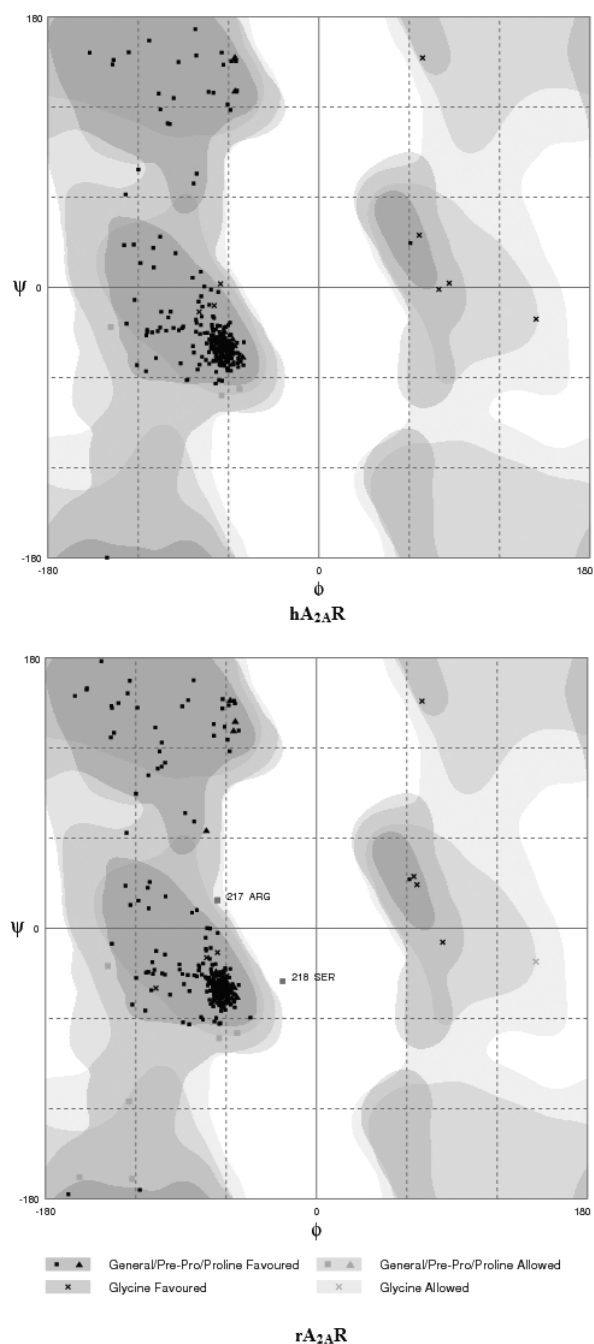 180
ψ 0
-180
-180 0 180
ϕ
hA2AR
180
217 ARG
ψ 0
218 SER
-180
-180 0 180
ϕ
General/Pre-Pro/Proline Favoured General/Pre-Pro/Proline Allowed
Glycine Favoured Glycine Allowed
rA2AR